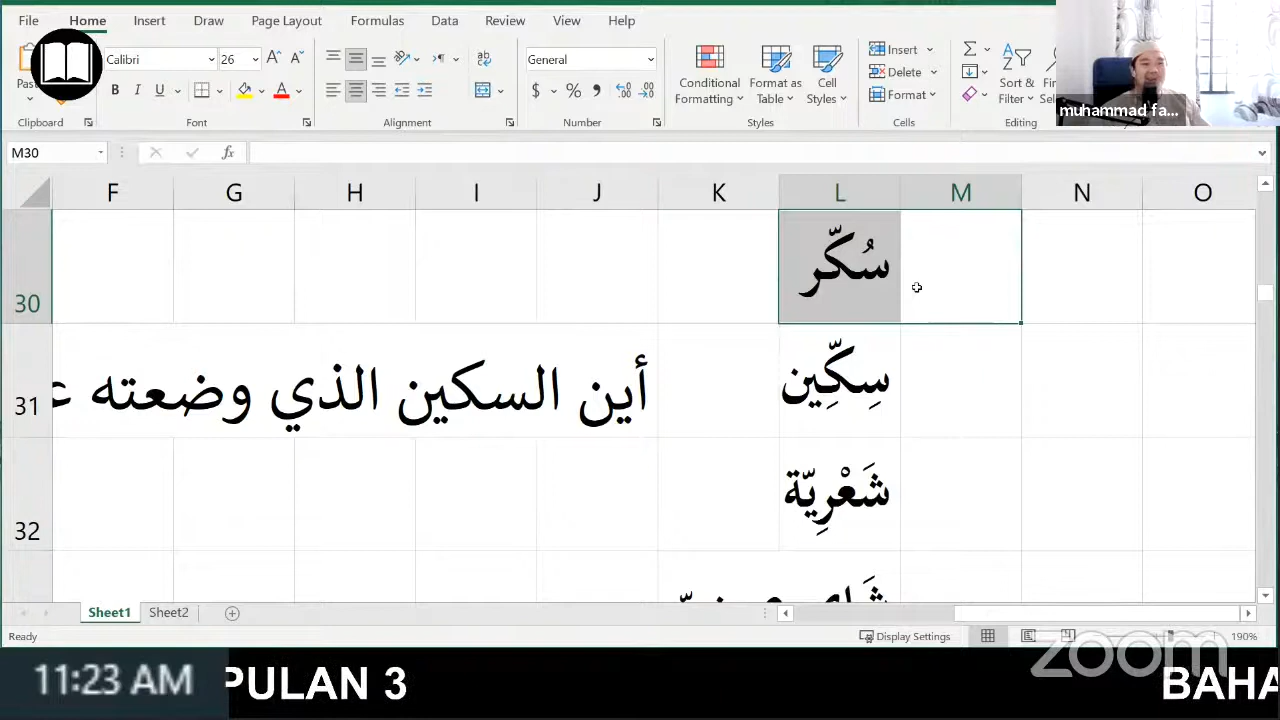 File Home Insert Draw Page Layout Formulas Data Review View Help
Calibri 26 General
Conditional Formatting Format as Table Cell Styles
Insert
Delete
Format
Sort & Filter
muhammad fa...
Clipboard Font Alignment Number Styles Cells Editing
M30 fx
F G H I J K L M N O
30 سُكّر
31 سِكِّين
أين السكين الذي وضعته
32 شَعْرِيّة
Sheet1 Sheet2
Ready Display Settings 190%
zoom
11:23 AM PULAN 3 BAHA